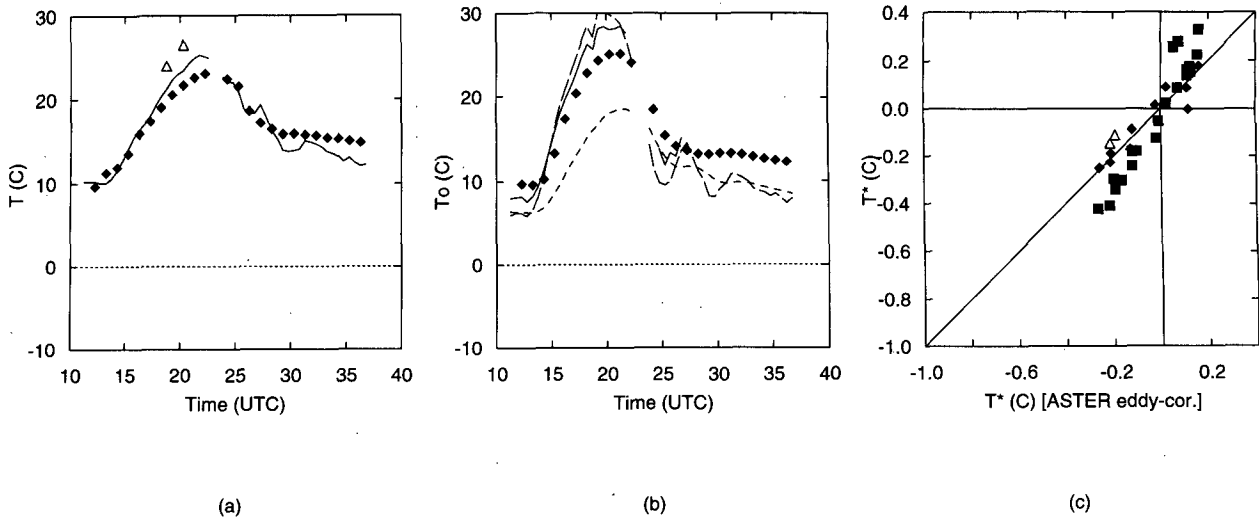 30
20
10
0
-10
10 15 20 25 30 35 40
T (C)
Time (UTC)
(a)
30
20
10
0
-10
10 15 20 25 30 35 40
To (C)
Time (UTC)
(b)
0.4
0.2
0.0
-0.2
-0.4
-0.6
-0.8
-1.0
-1.0 -0.6 -0.2 0.2
T* (C)
T* (C) [ASTER eddy-cor.]
(c)